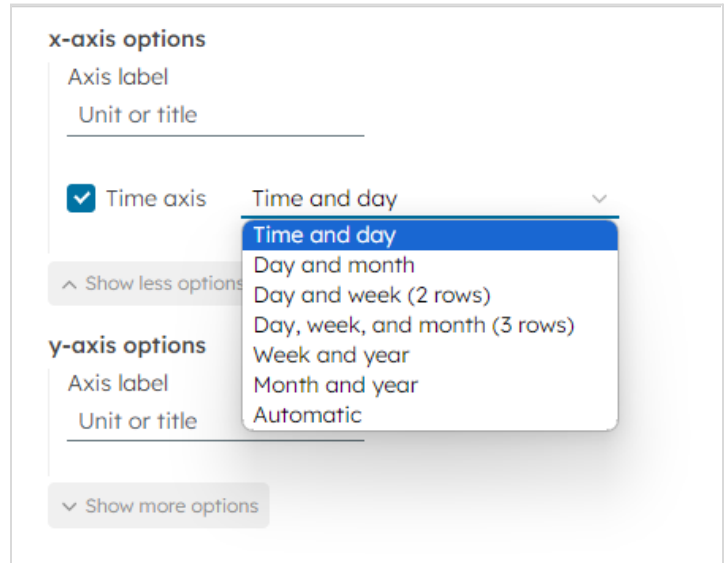 x-axis options
Axis label
Unit or title
Time axis Time and day
Time and day
Day and month
Show less options
Day and week (2 rows)
Day, week, and month (3 rows)
Week and year
Month and year
Automatic
y-axis options
Axis label
Unit or title
Show more options